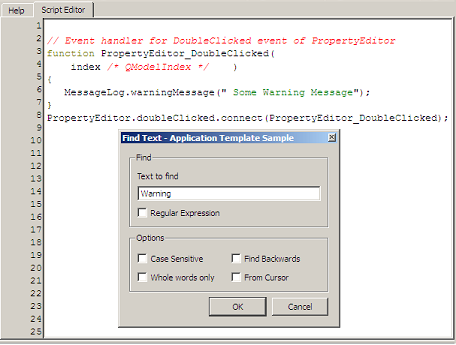 Help Script Editor
1
2 // Event handler for DoubleClicked event of PropertyEditor
3 function PropertyEditor_DoubleClicked(
4 index /* QModelIndex */ )
5 {
6 MessageLog.warningMessage(" Some Warning Message");
7 }
8 PropertyEditor.doubleClicked.connect(PropertyEditor_DoubleClicked);
9
10
Find Text - Application Template Sample
11
Find
12
Text to find
13
Warning
14
Regular Expression
15
16
Options
17
Case Sensitive Find Backwards
18
19
Whole words only From Cursor
20
21
22
OK Cancel
23
24
25